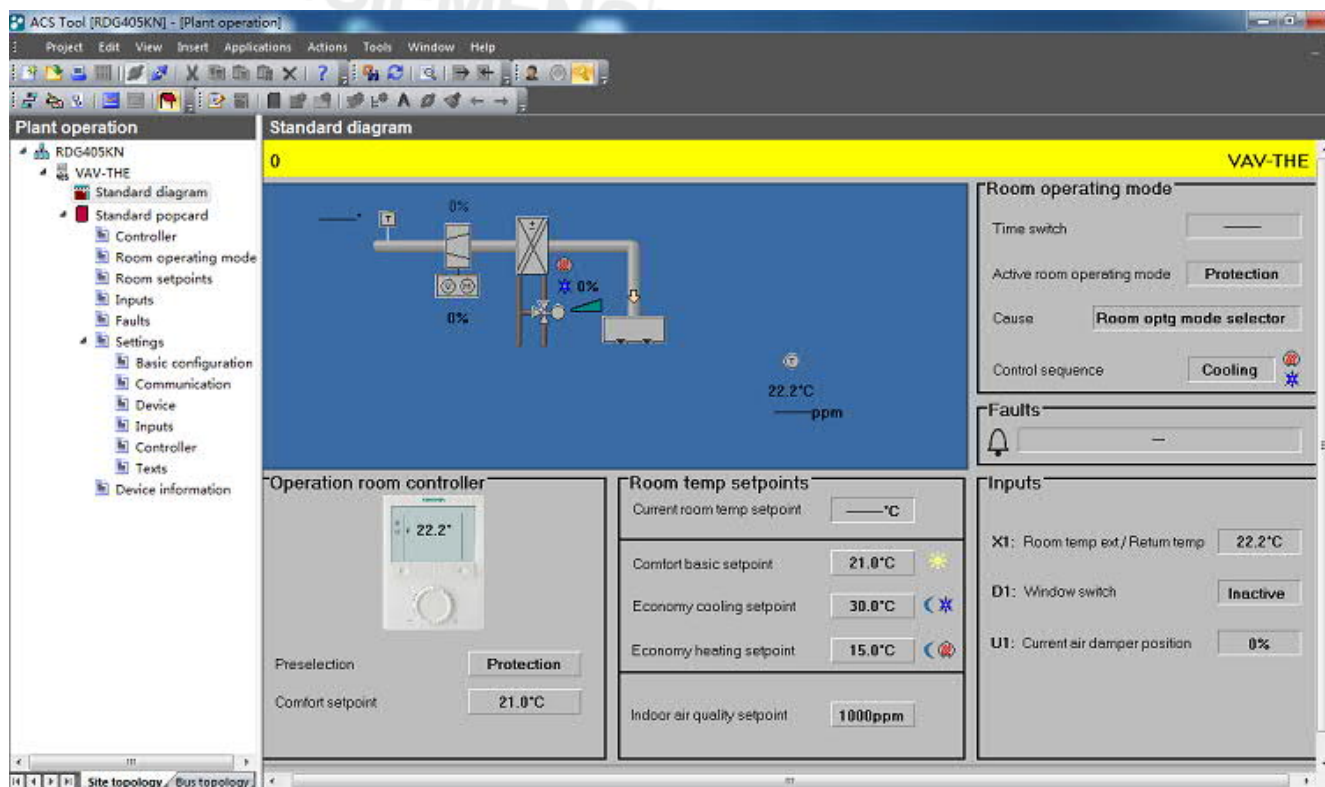 ACS Tool [RDG405KN] - [Plant operation]
Project Edit View Insert Applications Actions Tools Window Help
Plant operation
RDG405KN
VAV-THE
Standard diagram
Standard popcard
Controller
Room operating mode
Room setpoints
Inputs
Faults
Settings
Basic configuration
Communication
Device
Inputs
Controller
Texts
Device information
Site topology Bus topology
Standard diagram
0 VAV-THE
T 0%
0%
0%
T
22.2°C
ppm
Room operating mode
Time switch
Active room operating mode Protection
Cause Room optg mode selector
Control sequence Cooling
Faults
Operation room controller
22.2°
Preselection Protection
Comfort setpoint 21.0°C
Room temp setpoints
Current room temp setpoint °C
Comfort basic setpoint 21.0°C
Economy cooling setpoint 30.0°C
Economy heating setpoint 15.0°C
Indoor air quality setpoint 1000ppm
Inputs
X1: Room temp ext/ Return temp 22.2°C
D1: Window switch Inactive
U1: Current air damper position 0%